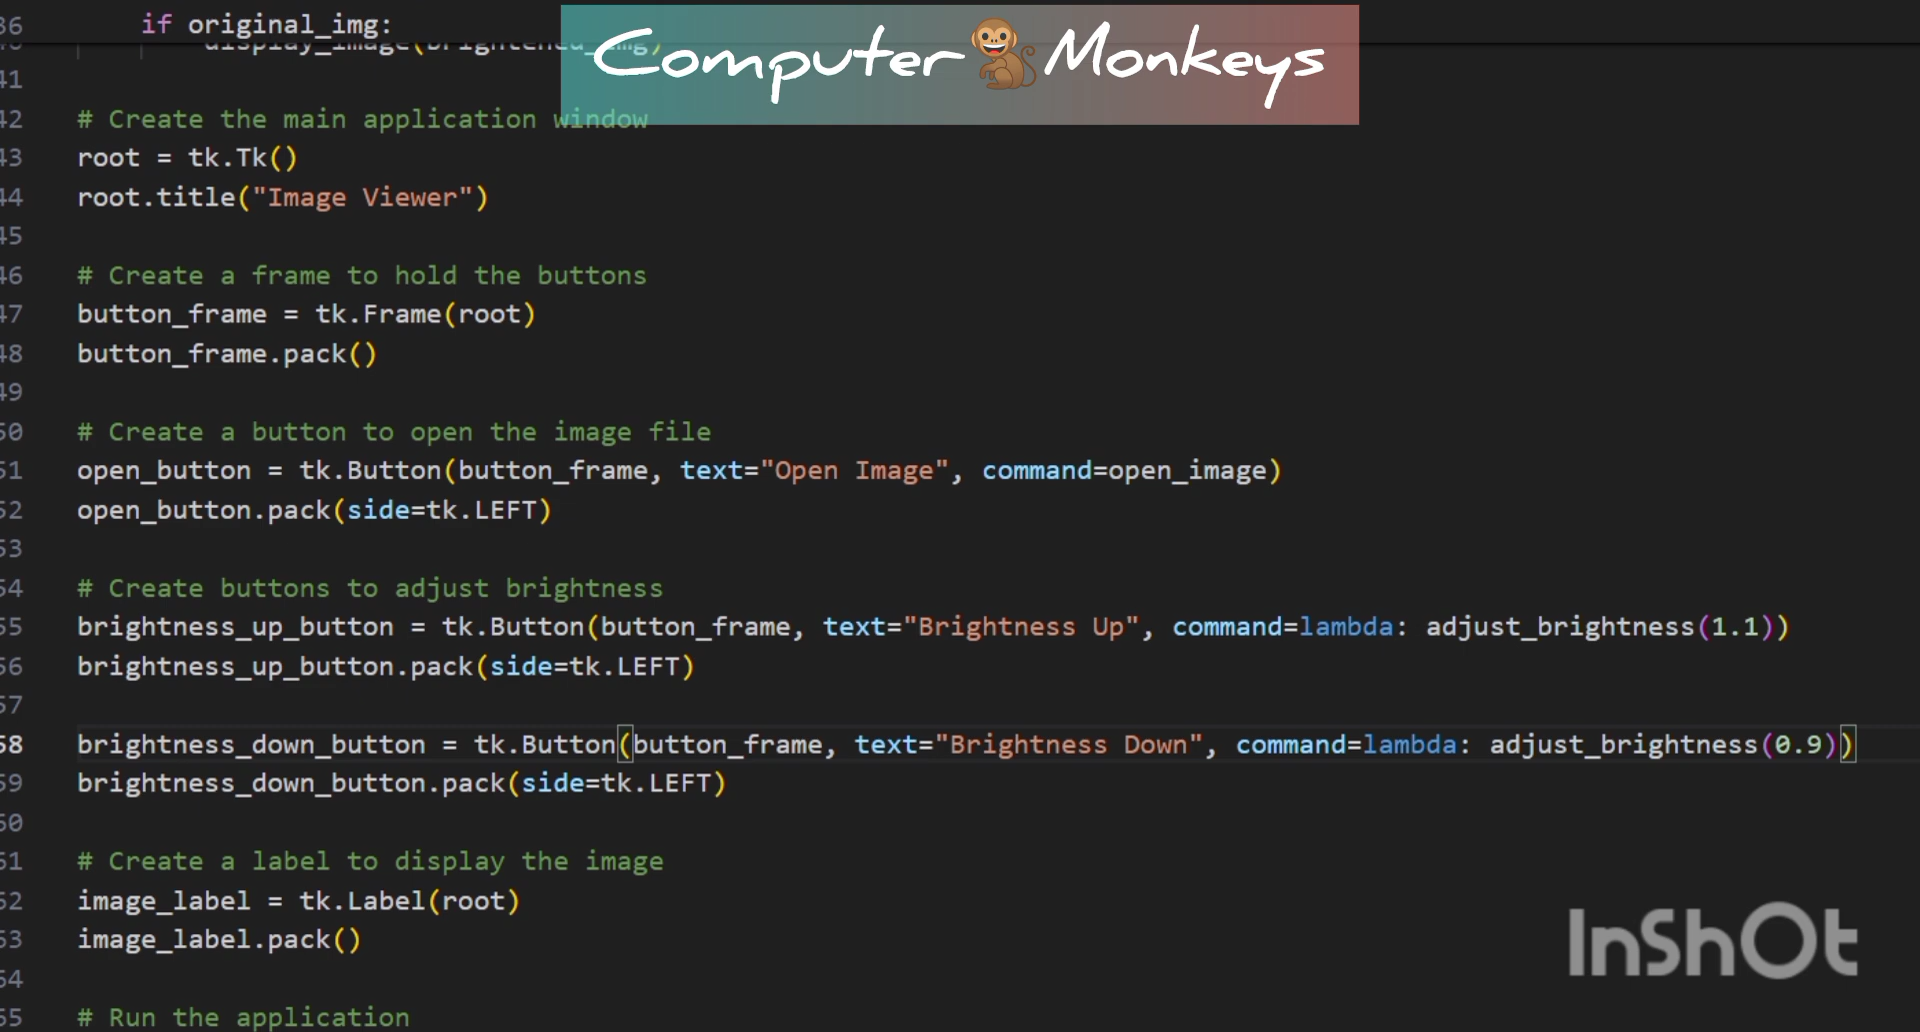 36 if original_img:
display_image(brightened_img)
Computer Monkeys
41
42 # Create the main application window
43 root = tk.Tk()
44 root.title("Image Viewer")
45
46 # Create a frame to hold the buttons
47 button_frame = tk.Frame(root)
48 button_frame.pack()
49
50 # Create a button to open the image file
51 open_button = tk.Button(button_frame, text="Open Image", command=open_image)
52 open_button.pack(side=tk.LEFT)
53
54 # Create buttons to adjust brightness
55 brightness_up_button = tk.Button(button_frame, text="Brightness Up", command=lambda: adjust_brightness(1.1))
56 brightness_up_button.pack(side=tk.LEFT)
57
58 brightness_down_button = tk.Button(button_frame, text="Brightness Down", command=lambda: adjust_brightness(0.9))
59 brightness_down_button.pack(side=tk.LEFT)
60
61 # Create a label to display the image
62 image_label = tk.Label(root)
63 image_label.pack()
64
65 # Run the application
InShOt